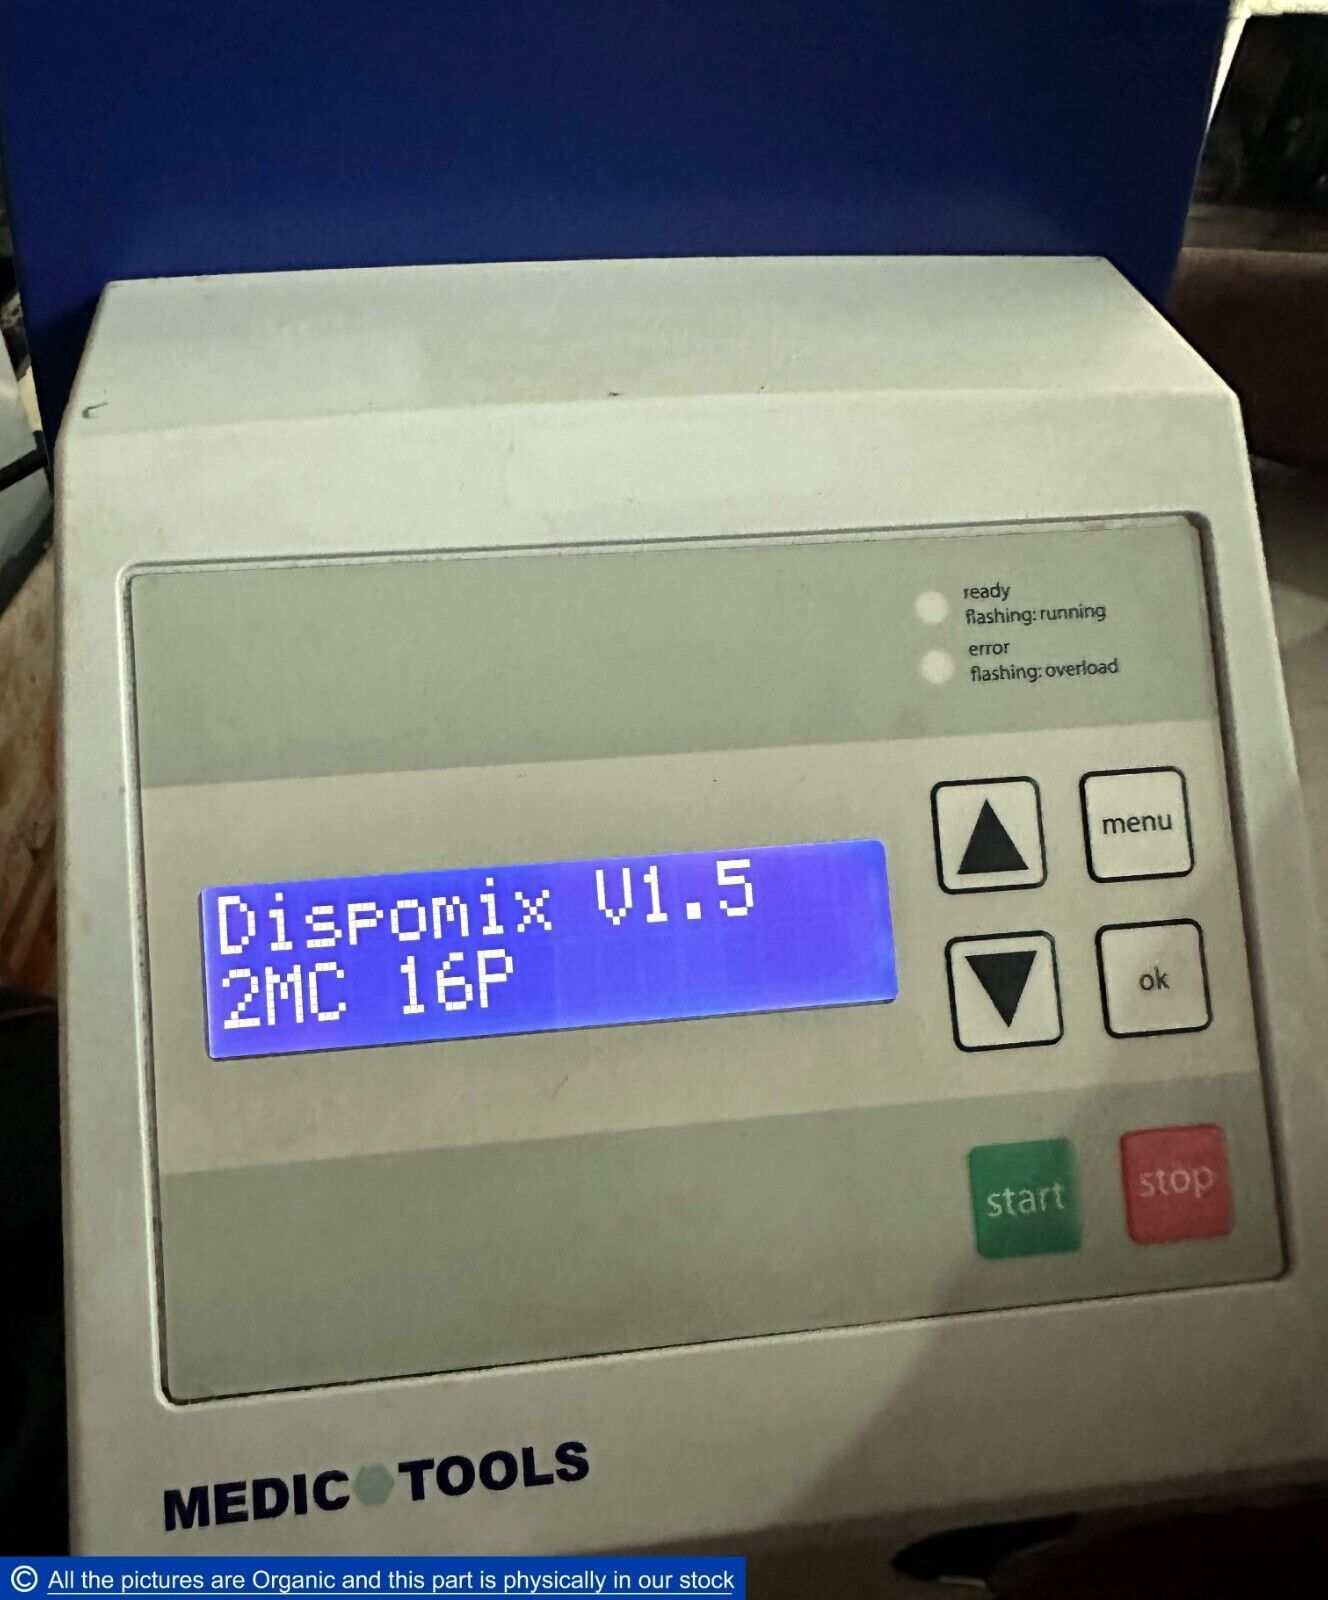 ready
flashing: running
error
flashing: overload
menu
Dispomix V1.5
2MC 16P
ok
start
stop
MEDIC TOOLS
© All the pictures are Organic and this part is physically in our stock